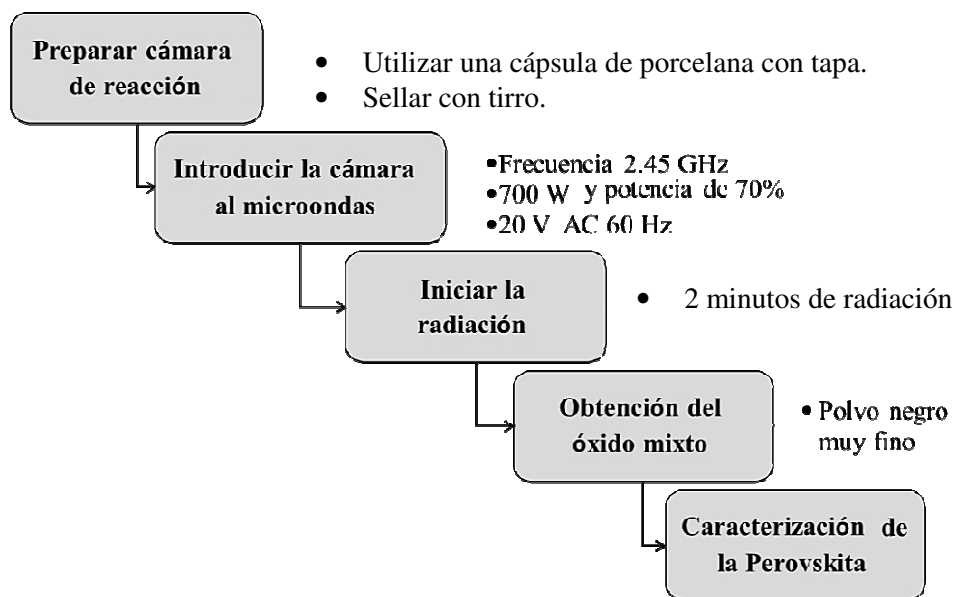 Preparar cámara
de reacción
• Utilizar una cápsula de porcelana con tapa.
• Sellar con tirro.
Introducir la cámara
al microondas
•Frecuencia 2.45 GHz
•700 W y potencia de 70%
•20 V AC 60 Hz
Iniciar la
radiación
• 2 minutos de radiación
Obtención del
óxido mixto
• Polvo negro
muy fino
Caracterización de
la Perovskita